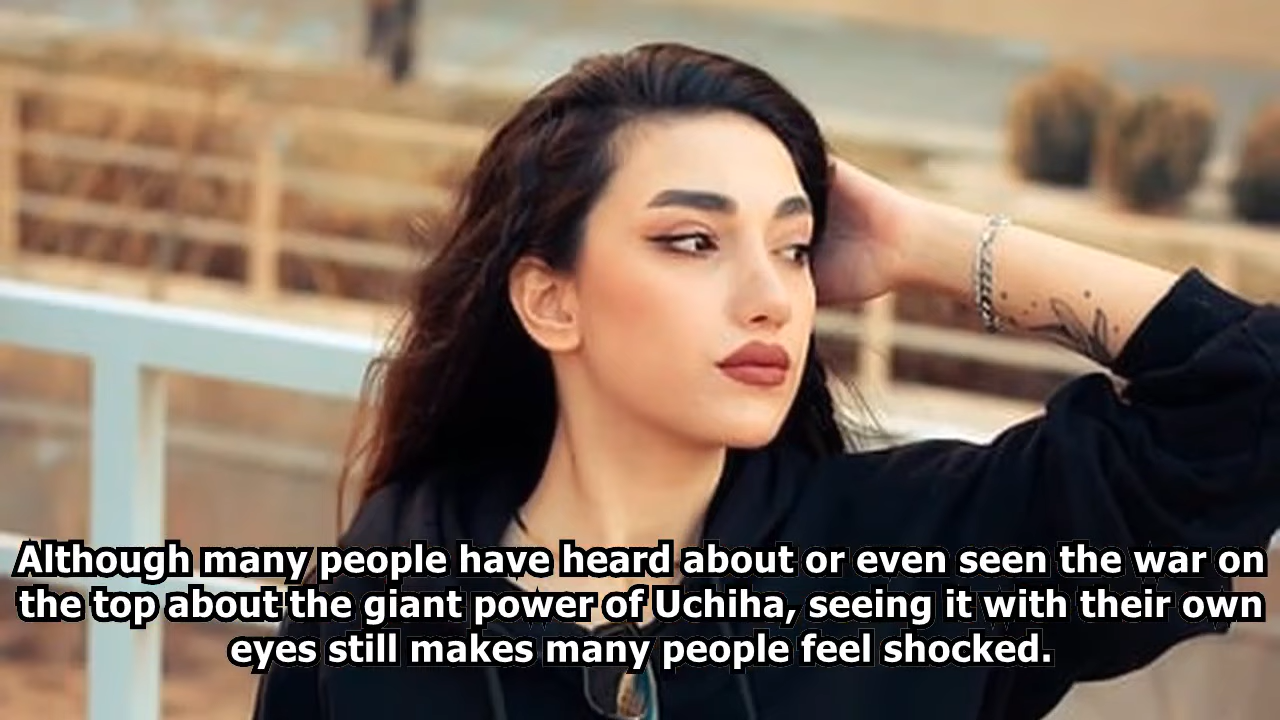 Although many people have heard about or even seen the war on
the top about the giant power of Uchiha, seeing it with their own
eyes still makes many people feel shocked.